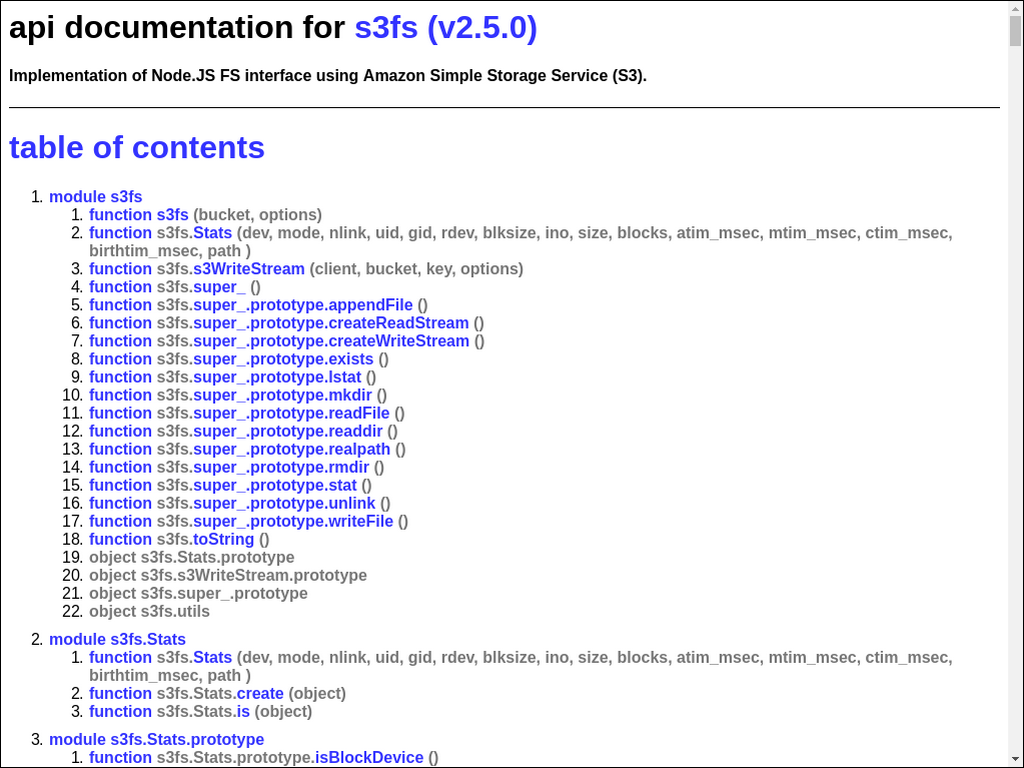 api documentation for s3fs (v2.5.0)
Implementation of Node.JS FS interface using Amazon Simple Storage Service (S3).
table of contents
1. module s3fs
1. function s3fs (bucket, options)
2. function s3fs.Stats (dev, mode, nlink, uid, gid, rdev, blksize, ino, size, blocks, atim_msec, mtim_msec, ctim_msec,
birthtim_msec, path )
3. function s3fs.s3WriteStream (client, bucket, key, options)
4. function s3fs.super_ ()
5. function s3fs.super_.prototype.appendFile ()
6. function s3fs.super_.prototype.createReadStream ()
7. function s3fs.super_.prototype.createWriteStream ()
8. function s3fs.super_.prototype.exists ()
9. function s3fs.super_.prototype.lstat ()
10. function s3fs.super_.prototype.mkdir ()
11. function s3fs.super_.prototype.readFile ()
12. function s3fs.super_.prototype.readdir ()
13. function s3fs.super_.prototype.realpath ()
14. function s3fs.super_.prototype.rmdir ()
15. function s3fs.super_.prototype.stat ()
16. function s3fs.super_.prototype.unlink ()
17. function s3fs.super_.prototype.writeFile ()
18. function s3fs.toString ()
19. object s3fs.Stats.prototype
20. object s3fs.s3WriteStream.prototype
21. object s3fs.super_.prototype
22. object s3fs.utils
2. module s3fs.Stats
1. function s3fs.Stats (dev, mode, nlink, uid, gid, rdev, blksize, ino, size, blocks, atim_msec, mtim_msec, ctim_msec,
birthtim_msec, path )
2. function s3fs.Stats.create (object)
3. function s3fs.Stats.is (object)
3. module s3fs.Stats.prototype
1. function s3fs.Stats.prototype.isBlockDevice ()